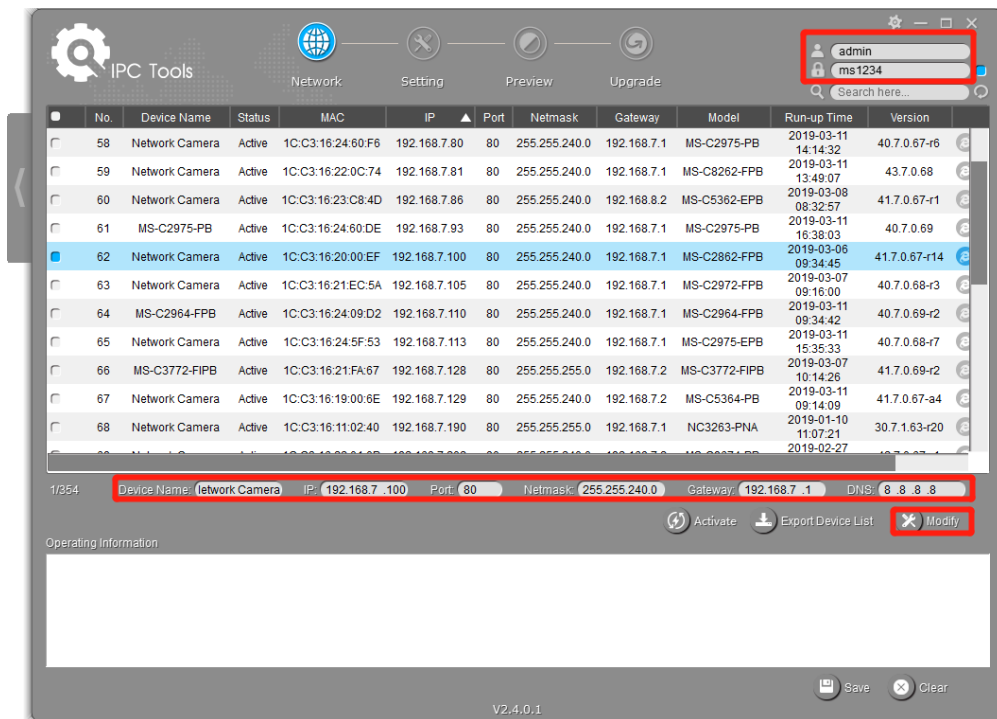 IPC Tools
Network
Setting
Preview
Upgrade
admin
ms1234
Search here...
No. Device Name Status MAC IP Port Netmask Gateway Model Run-up Time Version
58 Network Camera Active 1C:C3:16:24:60:F6 192.168.7.80 80 255.255.240.0 192.168.7.1 MS-C2975-PB 2019-03-11 14:14:32 40.7.0.67-r6
59 Network Camera Active 1C:C3:16:22:0C:74 192.168.7.81 80 255.255.240.0 192.168.7.1 MS-C8262-FPB 2019-03-11 13:49:07 43.7.0.68
60 Network Camera Active 1C:C3:16:23:C8:4D 192.168.7.86 80 255.255.240.0 192.168.8.2 MS-C5362-EPB 2019-03-08 08:32:57 41.7.0.67-r1
61 MS-C2975-PB Active 1C:C3:16:24:60:DE 192.168.7.93 80 255.255.240.0 192.168.7.1 MS-C2975-PB 2019-03-11 16:38:03 40.7.0.69
62 Network Camera Active 1C:C3:16:20:00:EF 192.168.7.100 80 255.255.240.0 192.168.7.1 MS-C2862-FPB 2019-03-06 09:34:45 41.7.0.67-r14
63 Network Camera Active 1C:C3:16:21:EC:5A 192.168.7.105 80 255.255.240.0 192.168.7.1 MS-C2972-FPB 2019-03-07 09:16:00 40.7.0.68-r3
64 MS-C2964-FPB Active 1C:C3:16:24:09:D2 192.168.7.110 80 255.255.240.0 192.168.7.1 MS-C2964-FPB 2019-03-11 09:34:42 40.7.0.69-r2
65 Network Camera Active 1C:C3:16:24:5F:53 192.168.7.113 80 255.255.240.0 192.168.7.1 MS-C2975-EPB 2019-03-11 15:35:33 40.7.0.68-r7
66 MS-C3772-FIPB Active 1C:C3:16:21:FA:67 192.168.7.128 80 255.255.255.0 192.168.7.2 MS-C3772-FIPB 2019-03-07 10:14:26 41.7.0.69-r2
67 Network Camera Active 1C:C3:16:19:00:6E 192.168.7.129 80 255.255.240.0 192.168.7.2 MS-C5364-PB 2019-03-11 09:14:09 41.7.0.67-a4
68 Network Camera Active 1C:C3:16:11:02:40 192.168.7.190 80 255.255.255.0 192.168.7.1 NC3263-PNA 2019-01-10 11:07:21 30.7.1.63-r20
2019-02-27
1/354 Device Name: letwork Camera IP: 192.168.7 .100 Port: 80 Netmask: 255.255.240.0 Gateway: 192.168.7 .1 DNS: 8 .8 .8 .8
Activate Export Device List Modify
Operating Information
Save Clear
V2.4.0.1